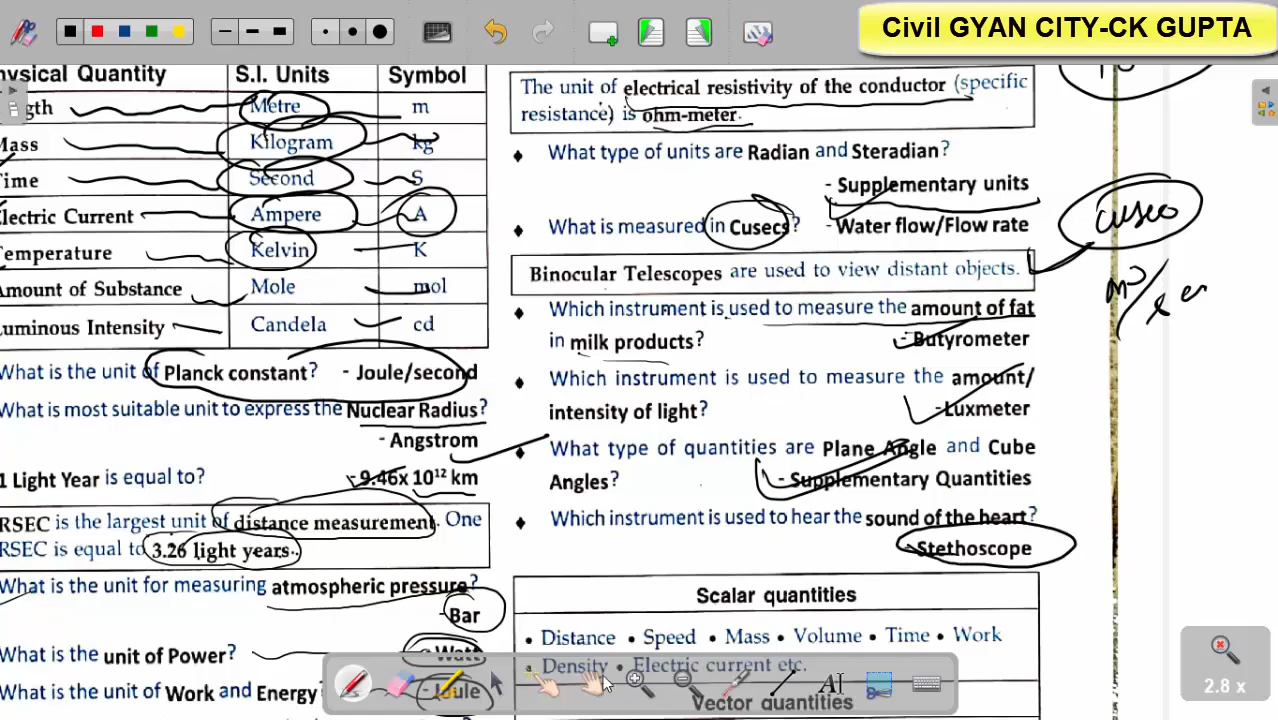 Civil GYAN CITY-CK GUPTA
hysical Quantity S.I. Units Symbol
ngth Metre m
Mass Kilogram kg
Time Second S
Electric Current Ampere A
Temperature Kelvin K
Amount of Substance Mole mol
Luminous Intensity Candela cd
What is the unit of Planck constant? - Joule/second
What is most suitable unit to express the Nuclear Radius?
- Angstrom
1 Light Year is equal to? - 9.46x 10¹² km
RSEC is the largest unit of distance measurement. One
RSEC is equal to 3.26 light years.
What is the unit for measuring atmospheric pressure?
- Bar
What is the unit of Power? - Watt
What is the unit of Work and Energy? - Joule
The unit of electrical resistivity of the conductor (specific
resistance) is ohm-meter.
♦ What type of units are Radian and Steradian?
- Supplementary units
♦ What is measured in Cusecs? - Water flow/Flow rate
Binocular Telescopes are used to view distant objects.
♦ Which instrument is used to measure the amount of fat
in milk products? - Butyrometer
♦ Which instrument is used to measure the amount/
intensity of light? - Luxmeter
♦ What type of quantities are Plane Angle and Cube
Angles? - Supplementary Quantities
♦ Which instrument is used to hear the sound of the heart?
- Stethoscope
Scalar quantities
• Distance • Speed • Mass • Volume • Time • Work
• Density • Electric current etc.
Vector quantities
cusec
m³/sec
2.8 x